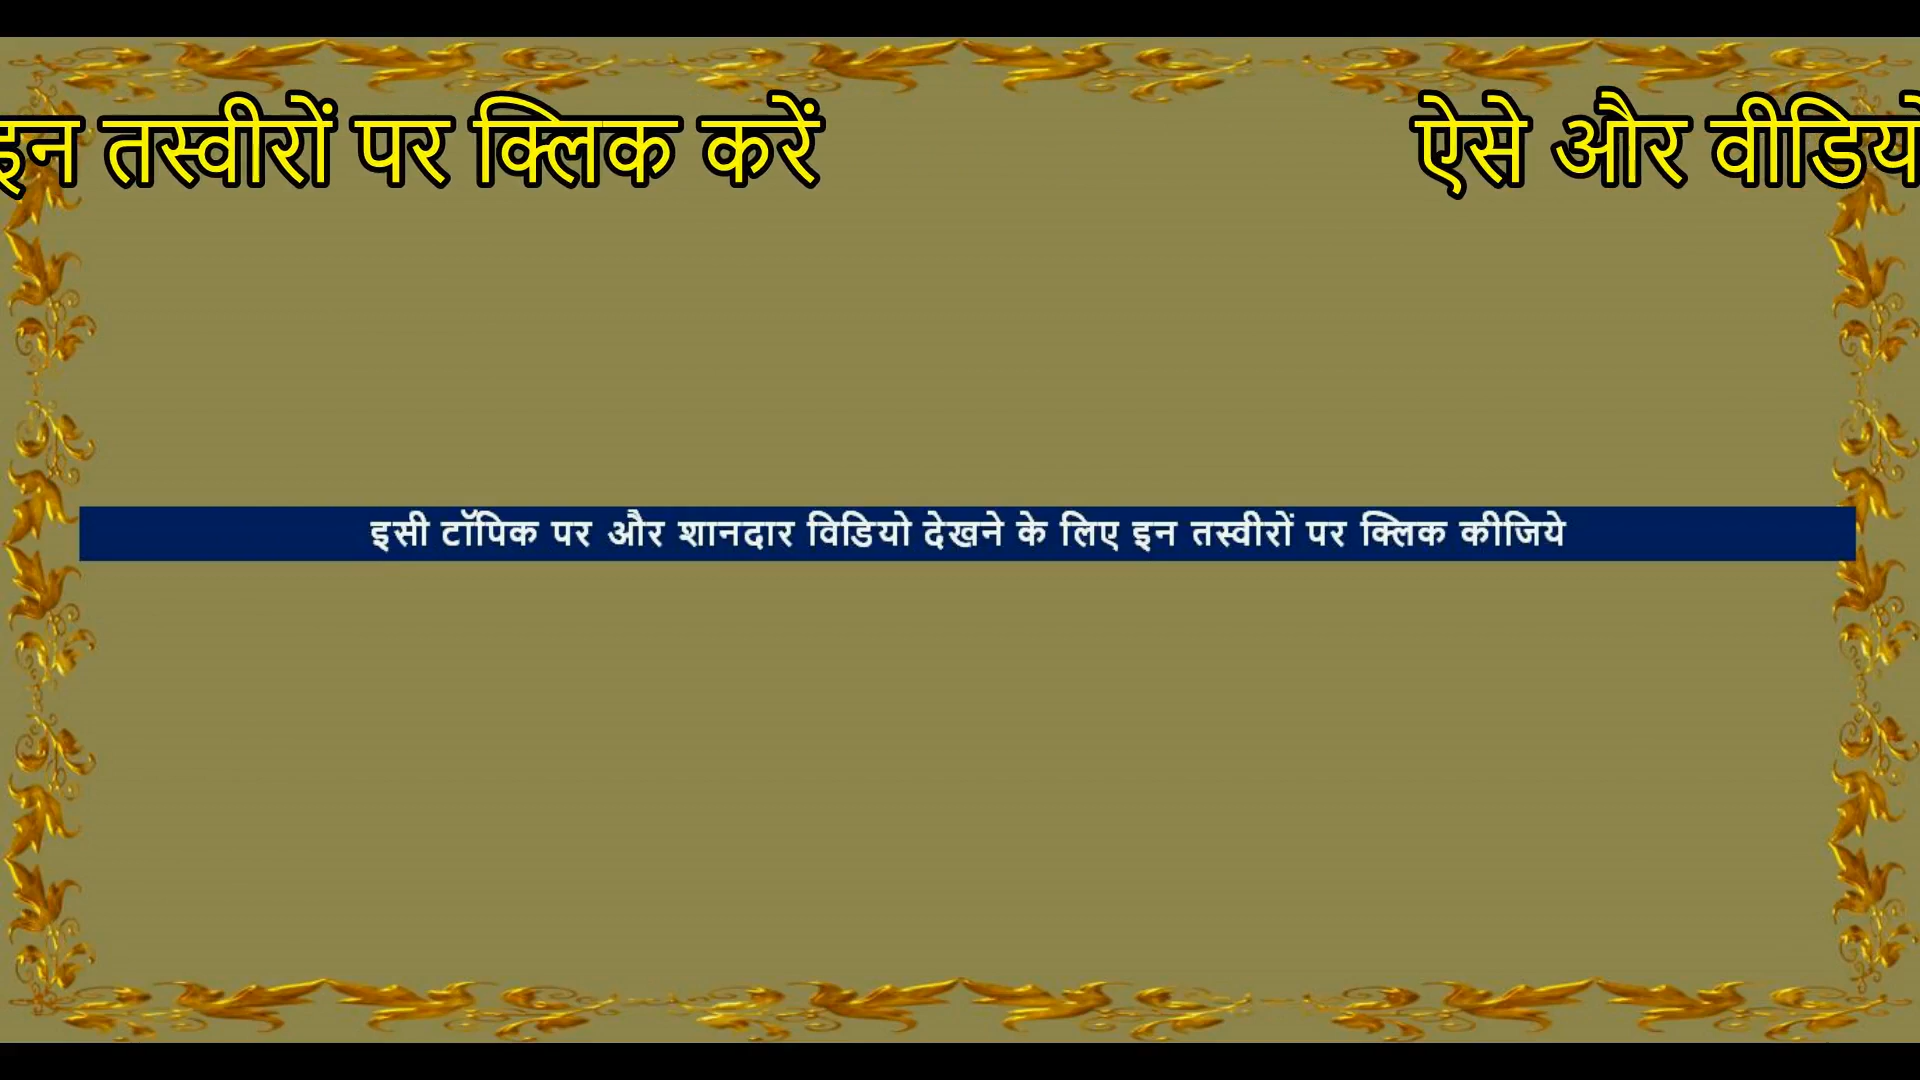 इन तस्वीरों पर क्लिक करें ऐसे और वीडियो
इसी टॉपिक पर और शानदार विडियो देखने के लिए इन तस्वीरों पर क्लिक कीजिये